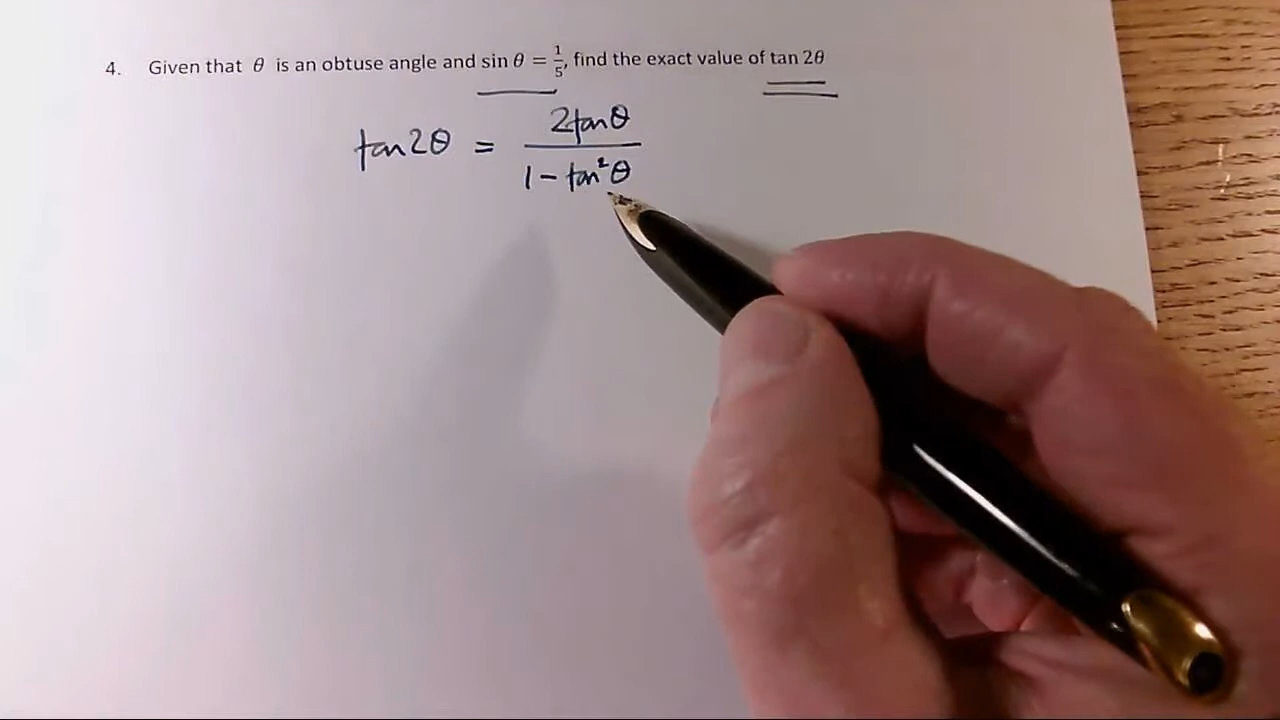 4. Given that θ is an obtuse angle and sin θ = 1/5, find the exact value of tan 2θ
tan2θ = 2tanθ / 1 - tan²θ